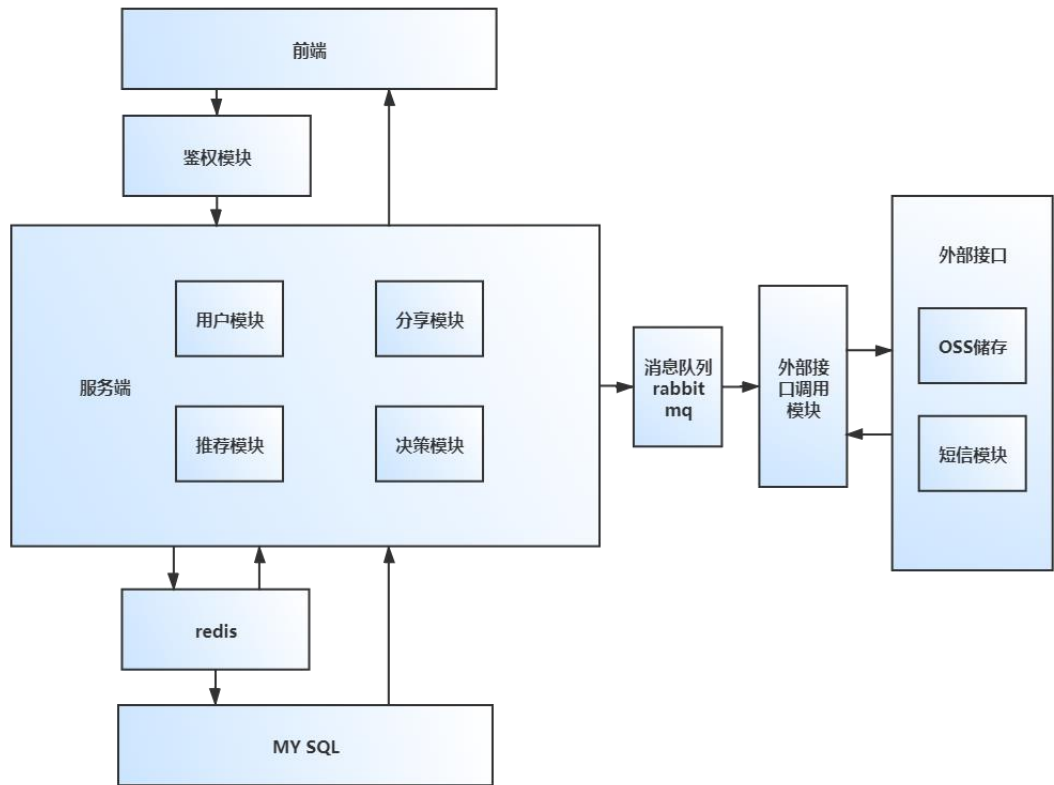 前端
鉴权模块
服务端
用户模块
分享模块
推荐模块
决策模块
消息队列
rabbit
mq
外部接
口调用
模块
外部接口
OSS储存
短信模块
redis
MY SQL